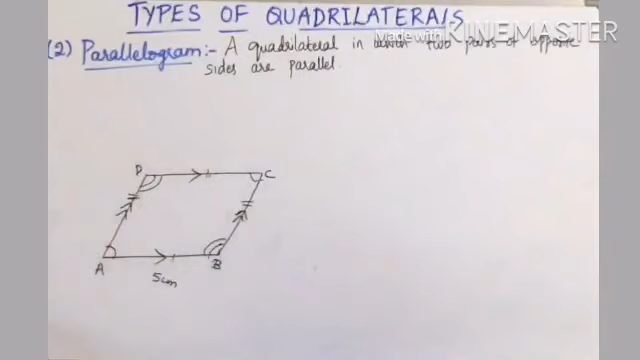 TYPES OF QUADRILATERALS
Made with KINEMASTER
(2) Parallelogram:- A quadrilateral in which two pairs of opposite
sides are parallel.
D
C
A
B
5cm